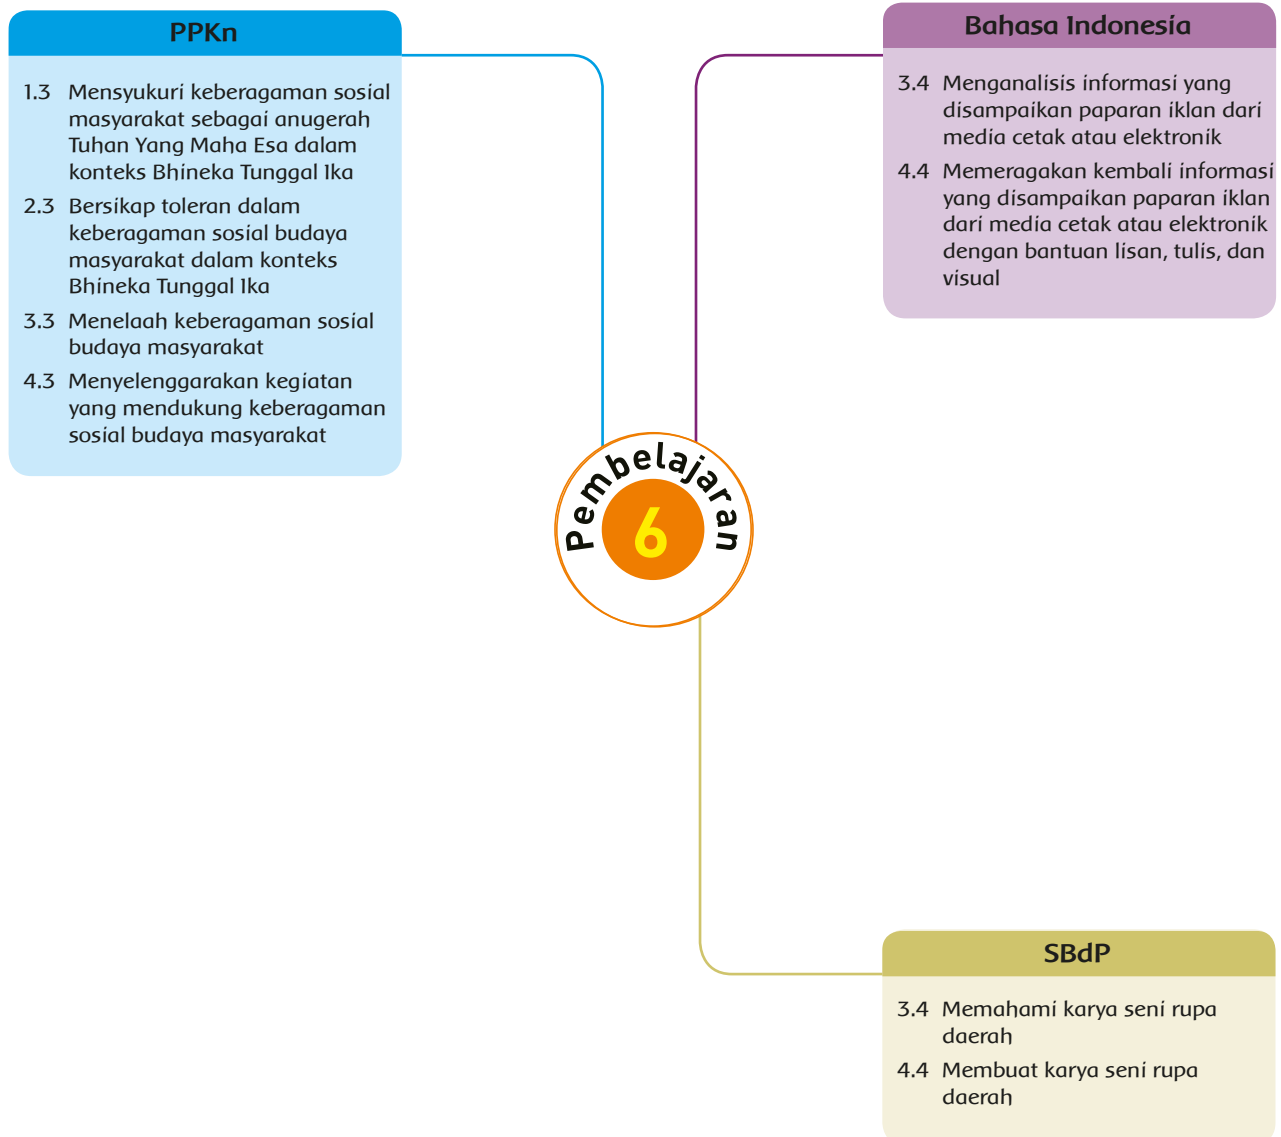 PPKn
1.3 Mensyukuri keberagaman sosial
masyarakat sebagai anugerah
Tuhan Yang Maha Esa dalam
konteks Bhineka Tunggal Ika
2.3 Bersikap toleran dalam
keberagaman sosial budaya
masyarakat dalam konteks
Bhineka Tunggal Ika
3.3 Menelaah keberagaman sosial
budaya masyarakat
4.3 Menyelenggarakan kegiatan
yang mendukung keberagaman
sosial budaya masyarakat
Bahasa Indonesia
3.4 Menganalisis informasi yang
disampaikan paparan iklan dari
media cetak atau elektronik
4.4 Memeragakan kembali informasi
yang disampaikan paparan iklan
dari media cetak atau elektronik
dengan bantuan lisan, tulis, dan
visual
Pembelajaran
6
SBdP
3.4 Memahami karya seni rupa
daerah
4.4 Membuat karya seni rupa
daerah